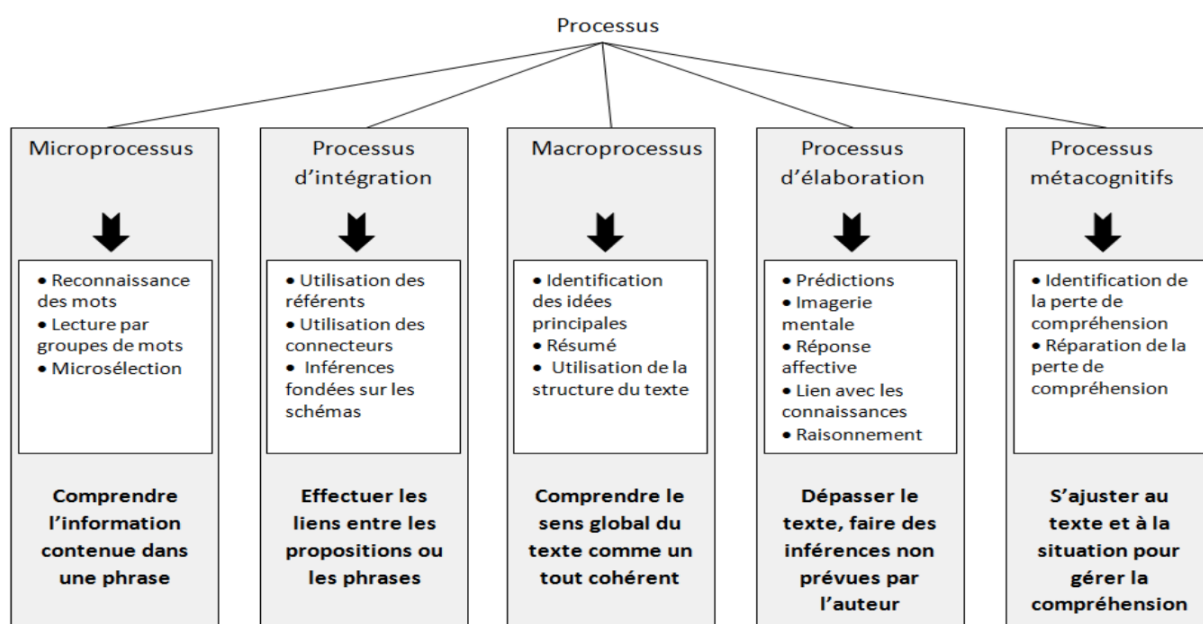 Processus
Microprocessus
• Reconnaissance
des mots
• Lecture par
groupes de mots
• Microsélection
Comprendre
l’information
contenue dans
une phrase
Processus
d’intégration
• Utilisation des
référents
• Utilisation des
connecteurs
• Inférences
fondées sur les
schémas
Effectuer les
liens entre les
propositions ou
les phrases
Macroprocessus
• Identification
des idées
principales
• Résumé
• Utilisation de la
structure du texte
Comprendre le
sens global du
texte comme un
tout cohérent
Processus
d’élaboration
• Prédictions
• Imagerie
mentale
• Réponse
affective
• Lien avec les
connaissances
• Raisonnement
Dépasser le
texte, faire des
inférences non
prévues par
l’auteur
Processus
métacognitifs
• Identification de
la perte de
compréhension
• Réparation de la
perte de
compréhension
S’ajuster au
texte et à la
situation pour
gérer la
compréhension